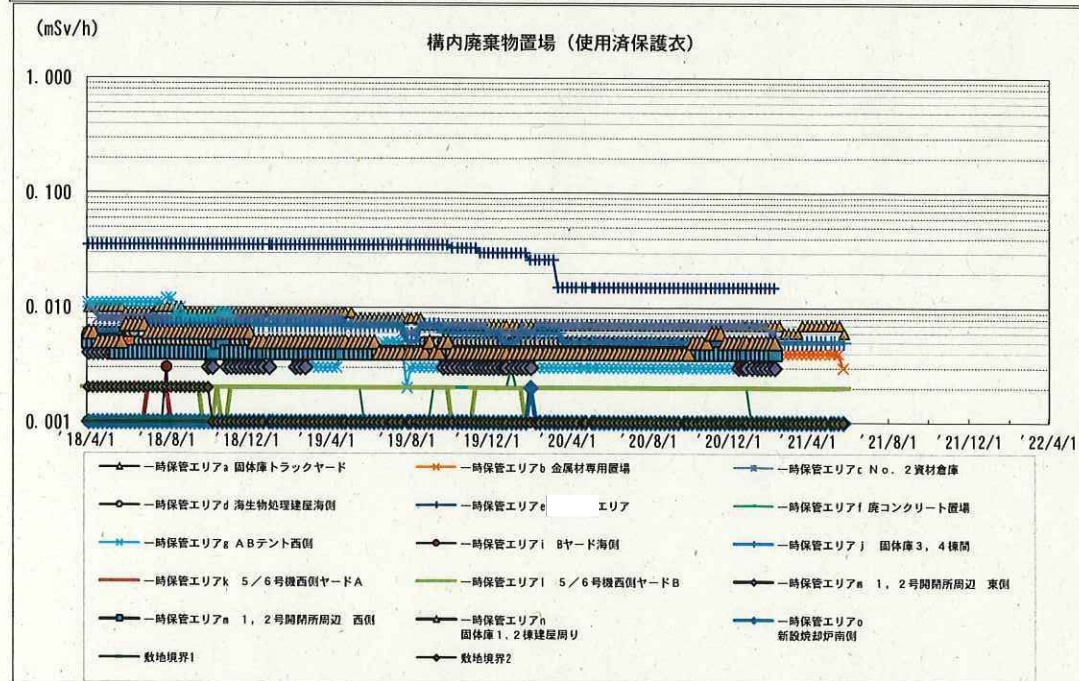 (mSv/h)
構内廃棄物置場（使用済保護衣）
1.000
0.100
0.010
0.001
'18/4/1 '18/8/1 '18/12/1 '19/4/1 '19/8/1 '19/12/1 '20/4/1 '20/8/1 '20/12/1 '21/4/1 '21/8/1 '21/12/1 '22/4/1
一時保管エリアa 固体庫トラックヤード
一時保管エリアb 金属材専用置場
一時保管エリアc No．2資材倉庫
一時保管エリアd 海生物処理建屋海側
一時保管エリアe エリア
一時保管エリアf 廃コンクリート置場
一時保管エリアg ABテント西側
一時保管エリアi Bヤード海側
一時保管エリアj 固体庫3，4棟間
一時保管エリアk 5／6号機西側ヤードA
一時保管エリアl 5／6号機西側ヤードB
一時保管エリアm 1，2号開閉所周辺 東側
一時保管エリアm 1，2号開閉所周辺 西側
一時保管エリアn
固体庫1，2棟建屋周り
一時保管エリアo
新設焼却炉南側
敷地境界1
敷地境界2